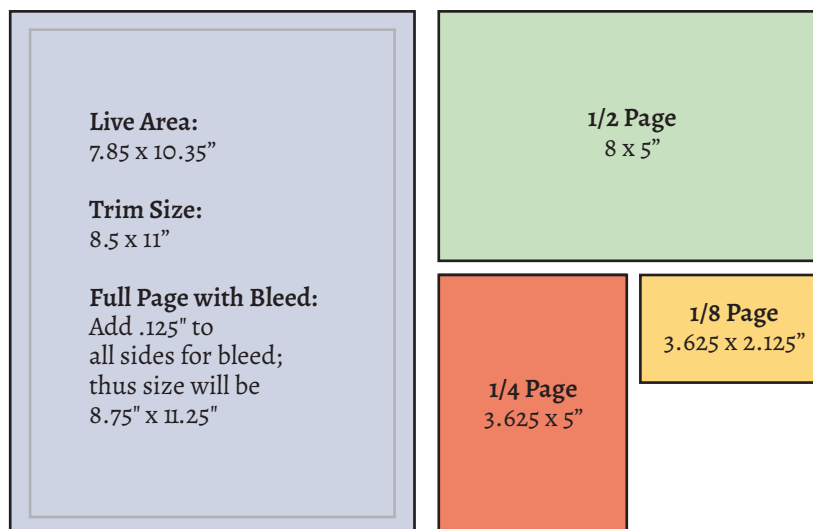 Live Area:
7.85 x 10.35”
Trim Size:
8.5 x 11”
Full Page with Bleed:
Add .125" to
all sides for bleed;
thus size will be
8.75" x 11.25"
1/2 Page
8 x 5”
1/4 Page
3.625 x 5”
1/8 Page
3.625 x 2.125”